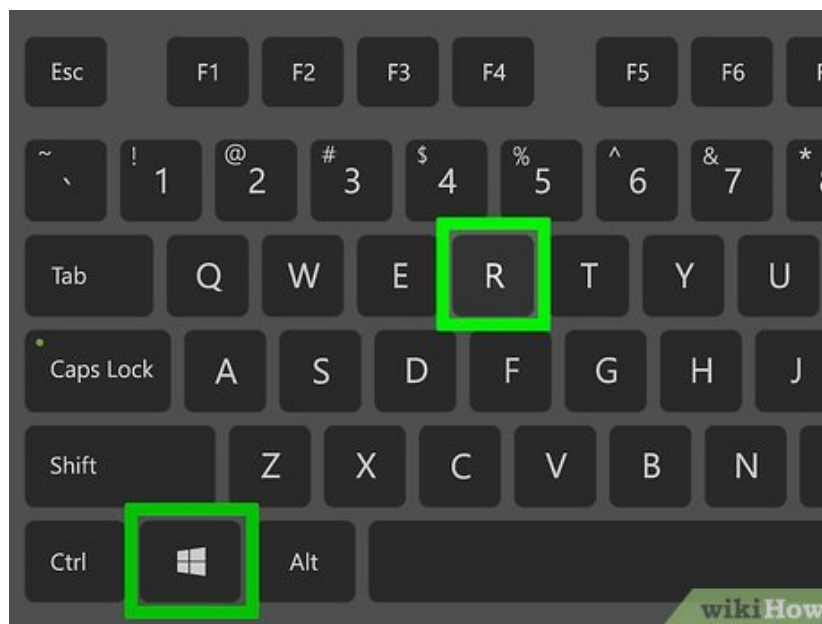 Esc F1 F2 F3 F4 F5 F6 F
~ ` ! 1 @ 2 # 3 $ 4 % 5 ^ 6 & 7 *
Tab Q W E R T Y U
Caps Lock A S D F G H J
Shift Z X C V B N
Ctrl Alt
wikiHow